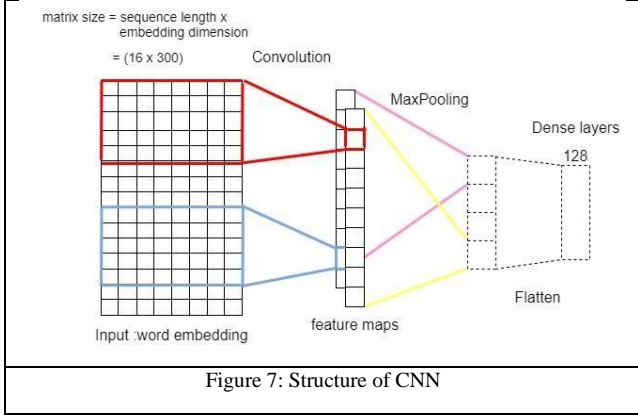 matrix size = sequence length x
embedding dimension
= (16 x 300)
Convolution
MaxPooling
Dense layers
128
Flatten
feature maps
Input :word embedding
Figure 7: Structure of CNN